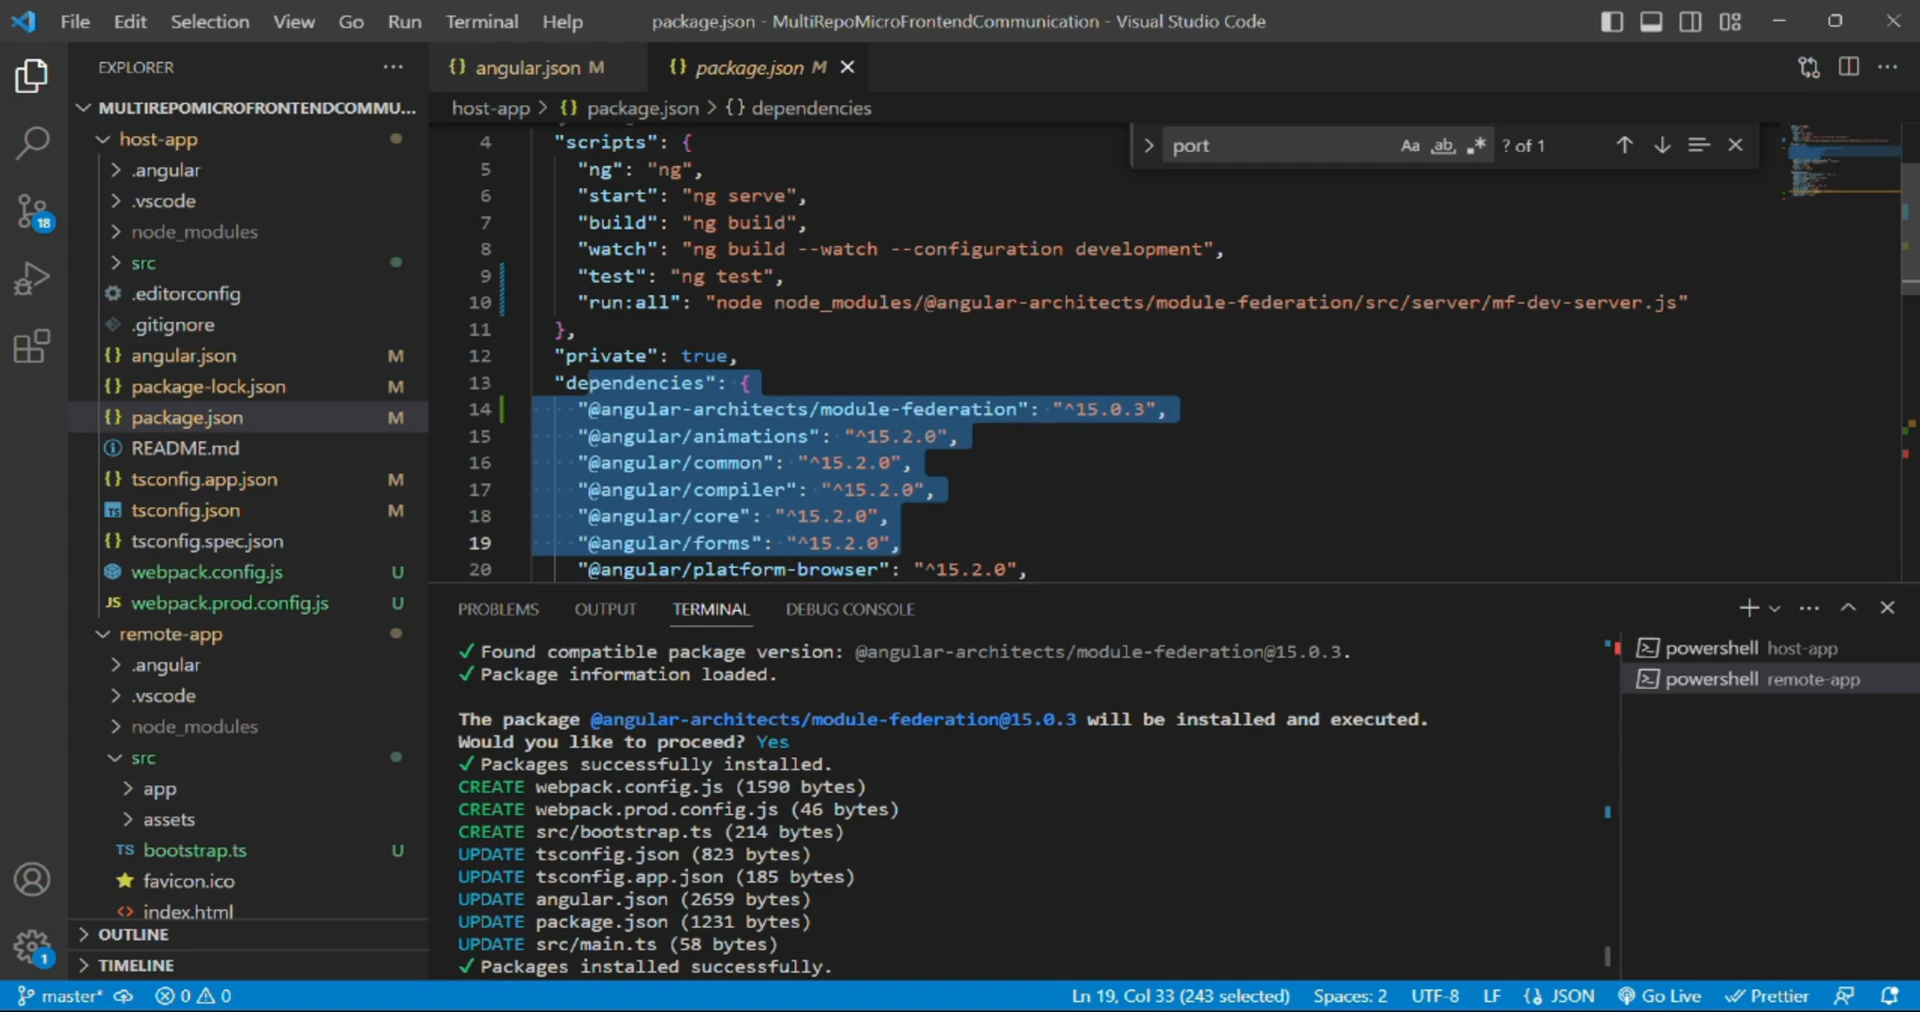 File Edit Selection View Go Run Terminal Help package.json - MultiRepoMicroFrontendCommunication - Visual Studio Code
EXPLORER
MULTIREPOMICROFRONTENDCOMMU...
host-app
.angular
.vscode
node_modules
src
.editorconfig
.gitignore
angular.json M
package-lock.json M
package.json M
README.md
tsconfig.app.json M
TS tsconfig.json M
tsconfig.spec.json
webpack.config.js U
JS webpack.prod.config.js U
remote-app
.angular
.vscode
node_modules
src
app
assets
TS bootstrap.ts U
favicon.ico
index.html
OUTLINE
TIMELINE
18
1
{} angular.json M {} package.json M
host-app > {} package.json > {} dependencies
port Aa ab .* ? of 1
4 "scripts": {
5 "ng": "ng",
6 "start": "ng serve",
7 "build": "ng build",
8 "watch": "ng build --watch --configuration development",
9 "test": "ng test",
10 "run:all": "node node_modules/@angular-architects/module-federation/src/server/mf-dev-server.js"
11 },
12 "private": true,
13 "dependencies": {
14 "@angular-architects/module-federation": "^15.0.3",
15 "@angular/animations": "^15.2.0",
16 "@angular/common": "^15.2.0",
17 "@angular/compiler": "^15.2.0",
18 "@angular/core": "^15.2.0",
19 "@angular/forms": "^15.2.0",
20 "@angular/platform-browser": "^15.2.0",
PROBLEMS OUTPUT TERMINAL DEBUG CONSOLE
✓ Found compatible package version: @angular-architects/module-federation@15.0.3.
✓ Package information loaded.
The package @angular-architects/module-federation@15.0.3 will be installed and executed.
Would you like to proceed? Yes
✓ Packages successfully installed.
CREATE webpack.config.js (1590 bytes)
CREATE webpack.prod.config.js (46 bytes)
CREATE src/bootstrap.ts (214 bytes)
UPDATE tsconfig.json (823 bytes)
UPDATE tsconfig.app.json (185 bytes)
UPDATE angular.json (2659 bytes)
UPDATE package.json (1231 bytes)
UPDATE src/main.ts (58 bytes)
✓ Packages installed successfully.
powershell host-app
powershell remote-app
master* 0 0 Ln 19, Col 33 (243 selected) Spaces: 2 UTF-8 LF {} JSON Go Live Prettier